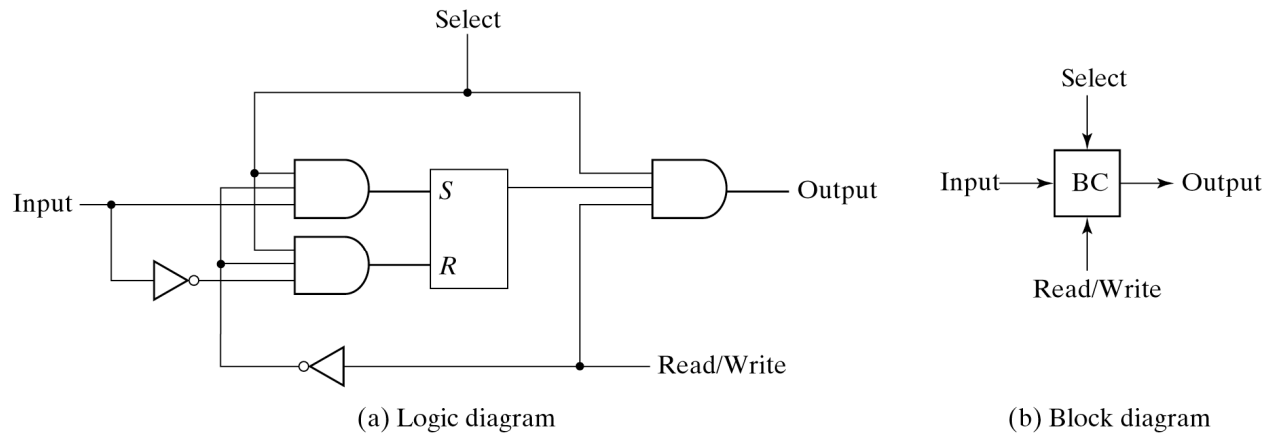 Select
Input
S
R
Output
Read/Write
(a) Logic diagram
Select
Input
BC
Output
Read/Write
(b) Block diagram